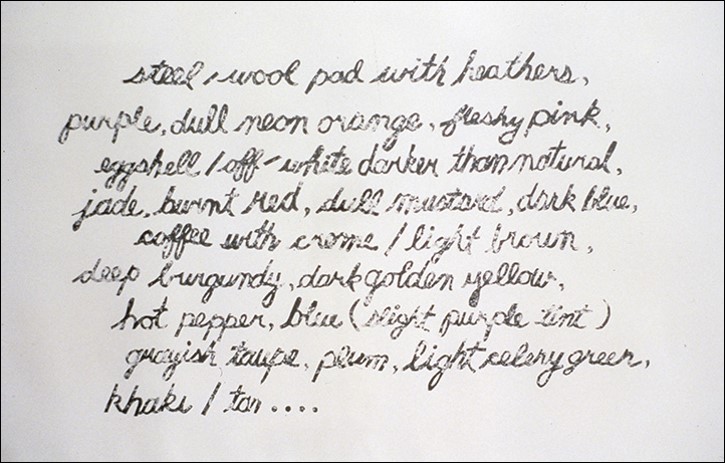 steel / wool pad with heathers,
purple, dull neon orange, fleshy pink,
eggshell / off-white darker than natural,
jade, burnt red, dull mustard, dark blue,
coffee with creme / light brown,
deep burgundy, dark golden yellow,
hot pepper, blue (slight purple tint)
grayish taupe, plum, light celery green,
khaki / tan ....